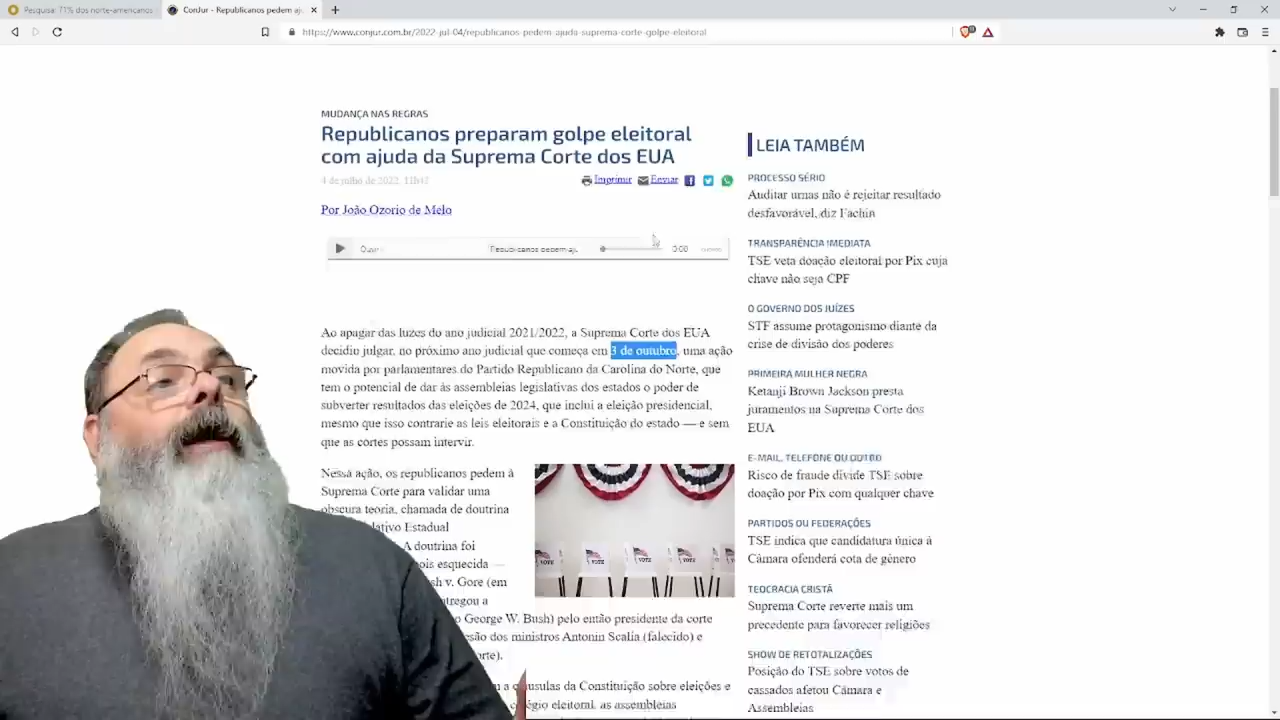 Pesquisa: 71% dos norte-americanos
ConJur - Republicanos pedem aj
https://www.conjur.com.br/2022-jul-04/republicanos-pedem-ajuda-suprema-corte-golpe-eleitoral
MUDANÇA NAS REGRAS
Republicanos preparam golpe eleitoral
com ajuda da Suprema Corte dos EUA
4 de julho de 2022, 11h47
Imprimir Enviar
Por João Ozorio de Melo
Ouvir Republicanos pedem aj. 0:00
Ao apagar das luzes do ano judicial 2021/2022, a Suprema Corte dos EUA
decidiu julgar, no próximo ano judicial que começa em 3 de outubro, uma ação
movida por parlamentares do Partido Republicano da Carolina do Norte, que
tem o potencial de dar às assembleias legislativas dos estados o poder de
subverter resultados das eleições de 2024, que inclui a eleição presidencial,
mesmo que isso contrarie as leis eleitorais e a Constituição do estado — e sem
que as cortes possam intervir.
Nessa ação, os republicanos pedem à
Suprema Corte para validar uma
obscura teoria, chamada de doutrina
lativo Estadual
A doutrina foi
ois esquecida —
sh v. Gore (em
tregou a
o George W. Bush) pelo então presidente da corte
são dos ministros Antonin Scalia (falecido) e
orte).
m a cláusulas da Constituição sobre eleições e
légio eleitoral, as assembleias
VOTE
VOTE
VOTE
VOTE
LEIA TAMBÉM
PROCESSO SÉRIO
Auditar urnas não é rejeitar resultado
desfavorável, diz Fachin
TRANSPARÊNCIA IMEDIATA
TSE veta doação eleitoral por Pix cuja
chave não seja CPF
O GOVERNO DOS JUÍZES
STF assume protagonismo diante da
crise de divisão dos poderes
PRIMEIRA MULHER NEGRA
Ketanji Brown Jackson presta
juramentos na Suprema Corte dos
EUA
E-MAIL, TELEFONE OU OUTRO
Risco de fraude divide TSE sobre
doação por Pix com qualquer chave
PARTIDOS OU FEDERAÇÕES
TSE indica que candidatura única à
Câmara ofenderá cota de gênero
TEOCRACIA CRISTÃ
Suprema Corte reverte mais um
precedente para favorecer religiões
SHOW DE RETOTALIZAÇÕES
Posição do TSE sobre votos de
cassados afetou Câmara e
Assembleias